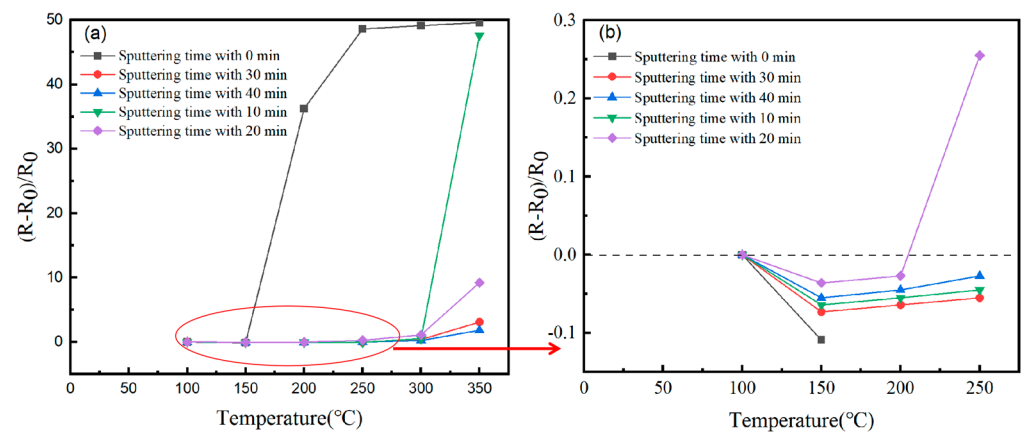 (a)
Sputtering time with 0 min
Sputtering time with 30 min
Sputtering time with 40 min
Sputtering time with 10 min
Sputtering time with 20 min
50
40
30
20
10
0
(R-R0)/R0
0
100
150
200
250
300
350
Temperature(℃)
(b)
Sputtering time with 0 min
Sputtering time with 30 min
Sputtering time with 40 min
Sputtering time with 10 min
Sputtering time with 20 min
0.3
0.2
0.1
0.0
-0.1
(R-R0)/R0
0
100
150
200
250
Temperature(℃)